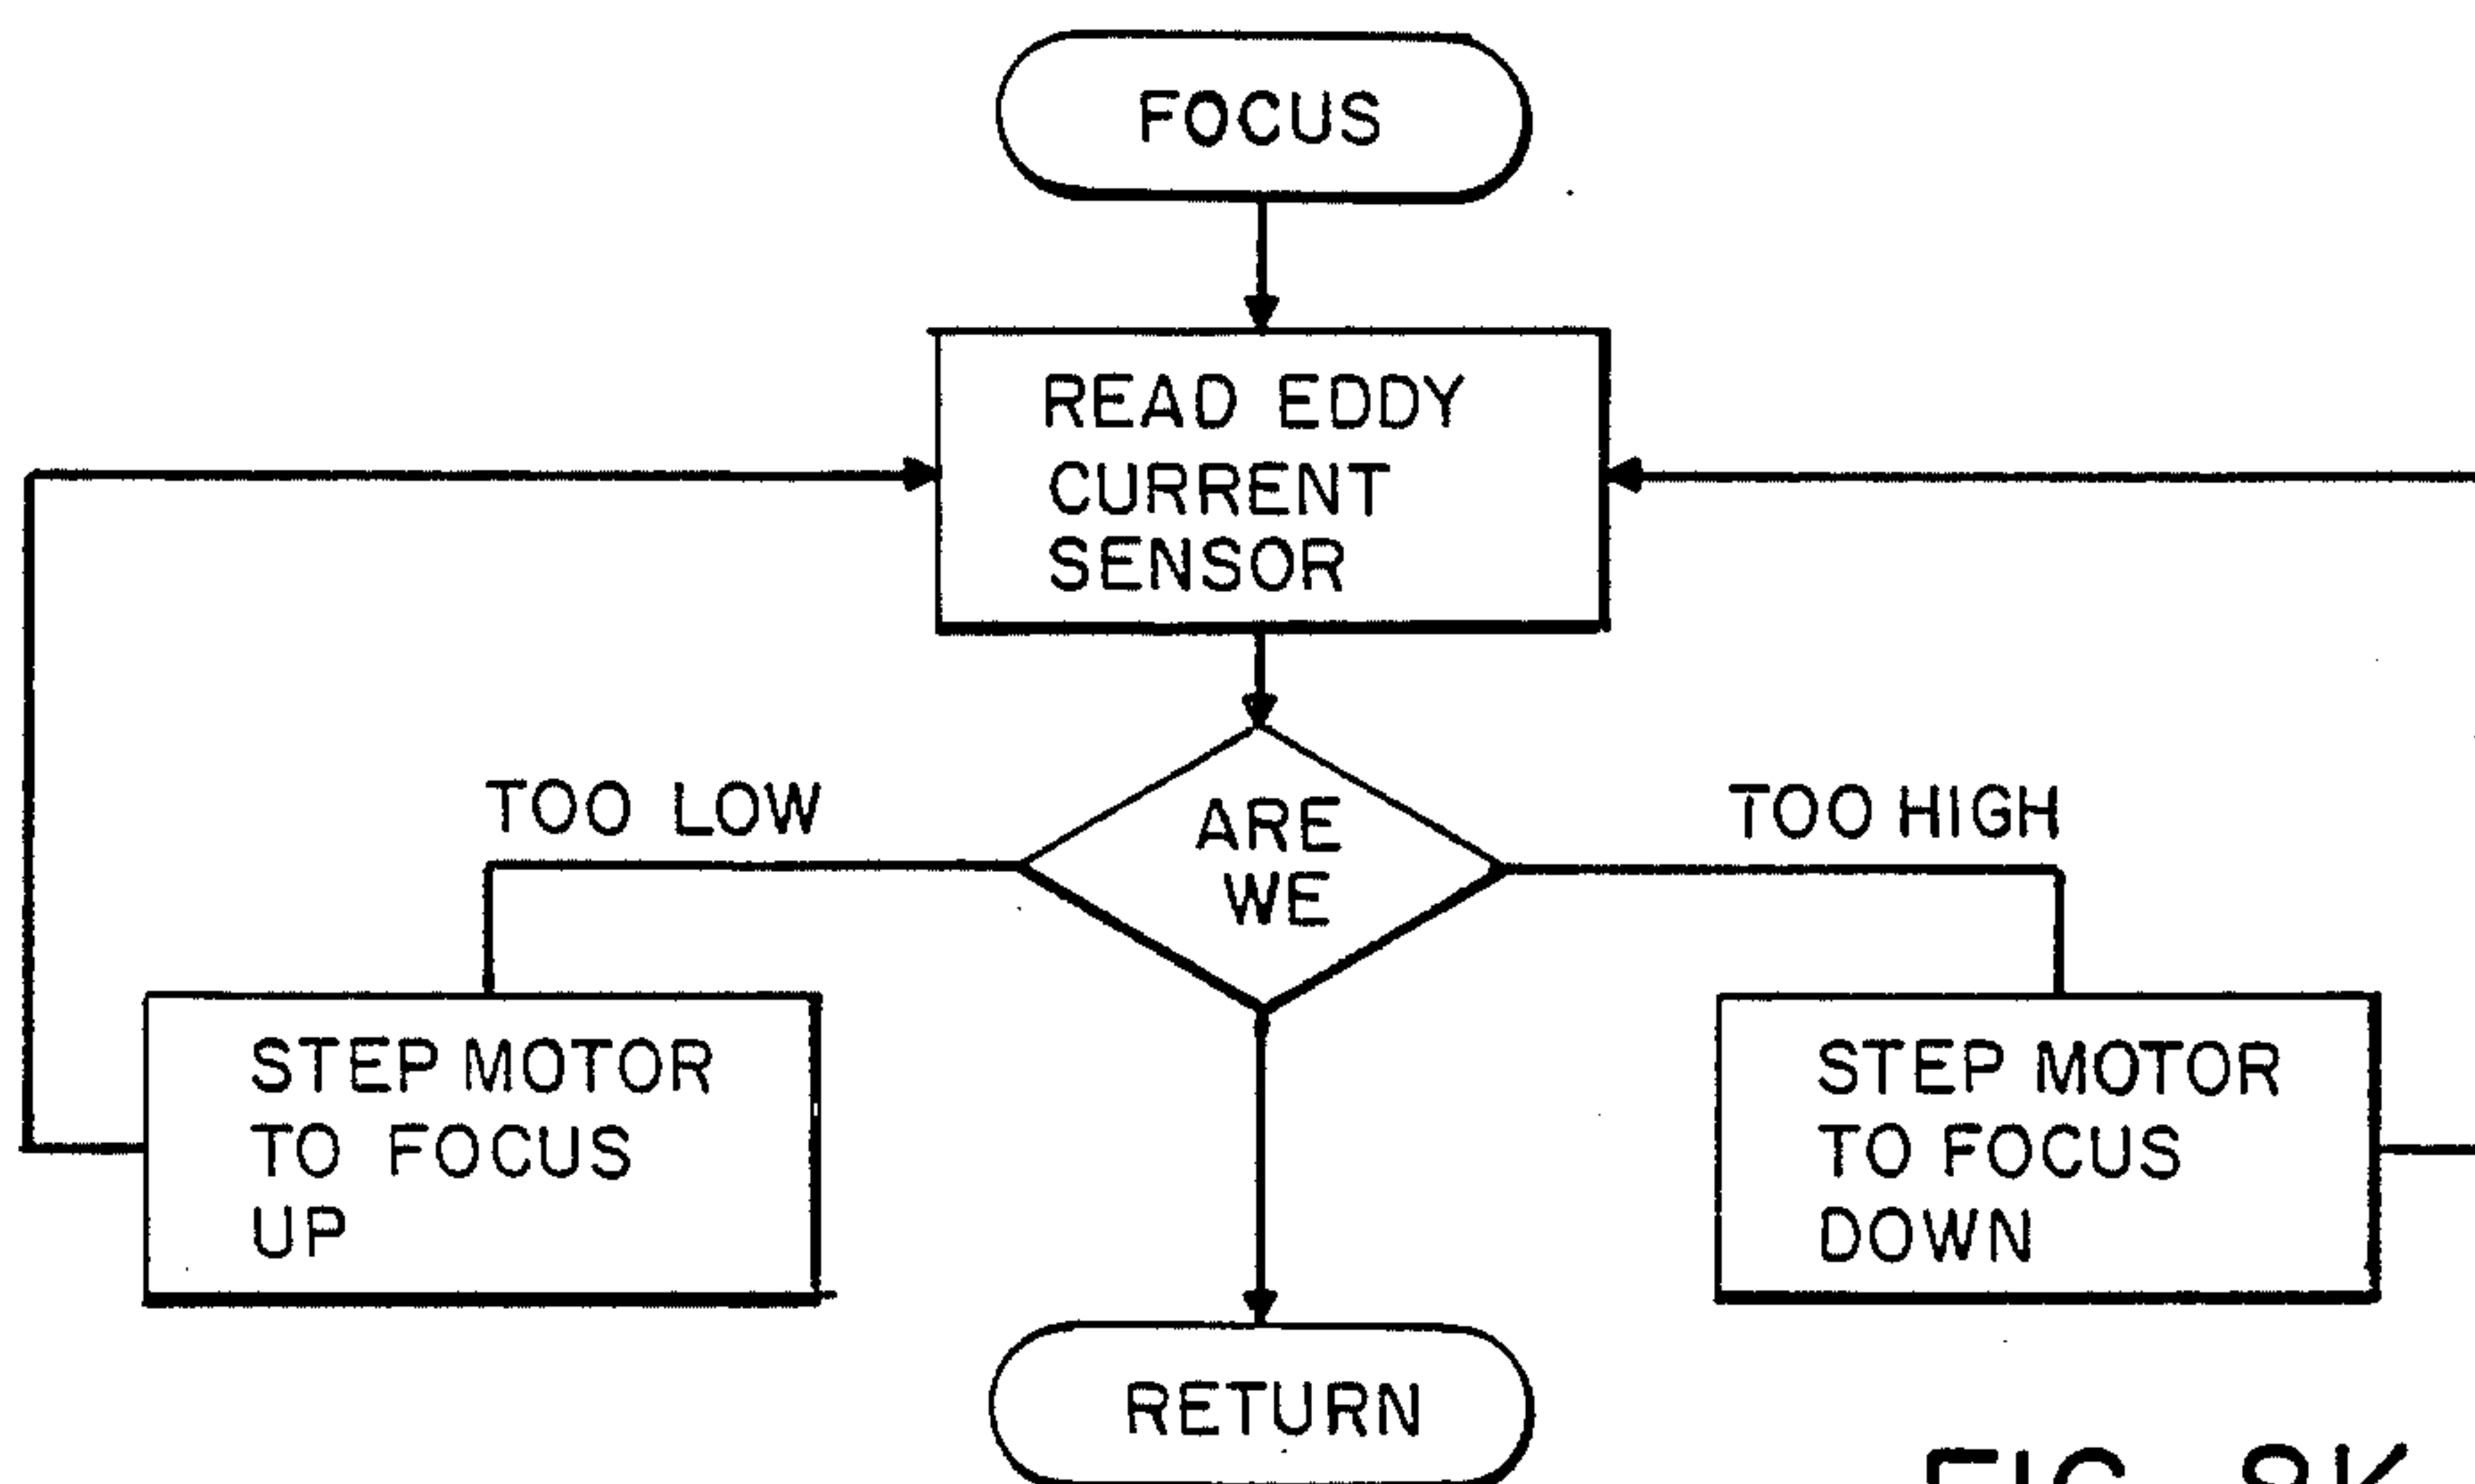 FOCUS
READ EDDY
CURRENT
SENSOR
TOO LOW
ARE
WE
TOO HIGH
STEP MOTOR
TO FOCUS
UP
STEP MOTOR
TO FOCUS
DOWN
RETURN